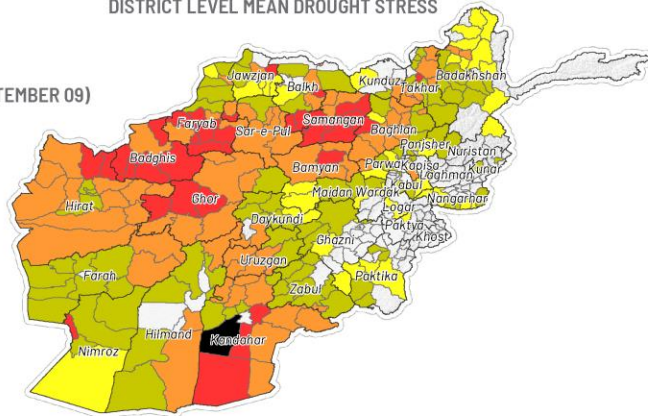 DISTRICT LEVEL MEAN DROUGHT STRESS
TEMBER 09)
Jawzjan
Balkh
Kunduz
Takhar
Badakhshan
Faryab
Sar-e-Pul
Samangan
Baghlan
Panjsher
Nuristan
Badghis
Bamyan
Parwa
Kapisa
Laghman
Kunar
Hirat
Ghor
Maidan Wardak
Kabul
Logar
Nangarhar
Daykundi
Ghazni
Paktya
Khost
Uruzgan
Farah
Zabul
Paktika
Hilmand
Nimroz
Kandahar